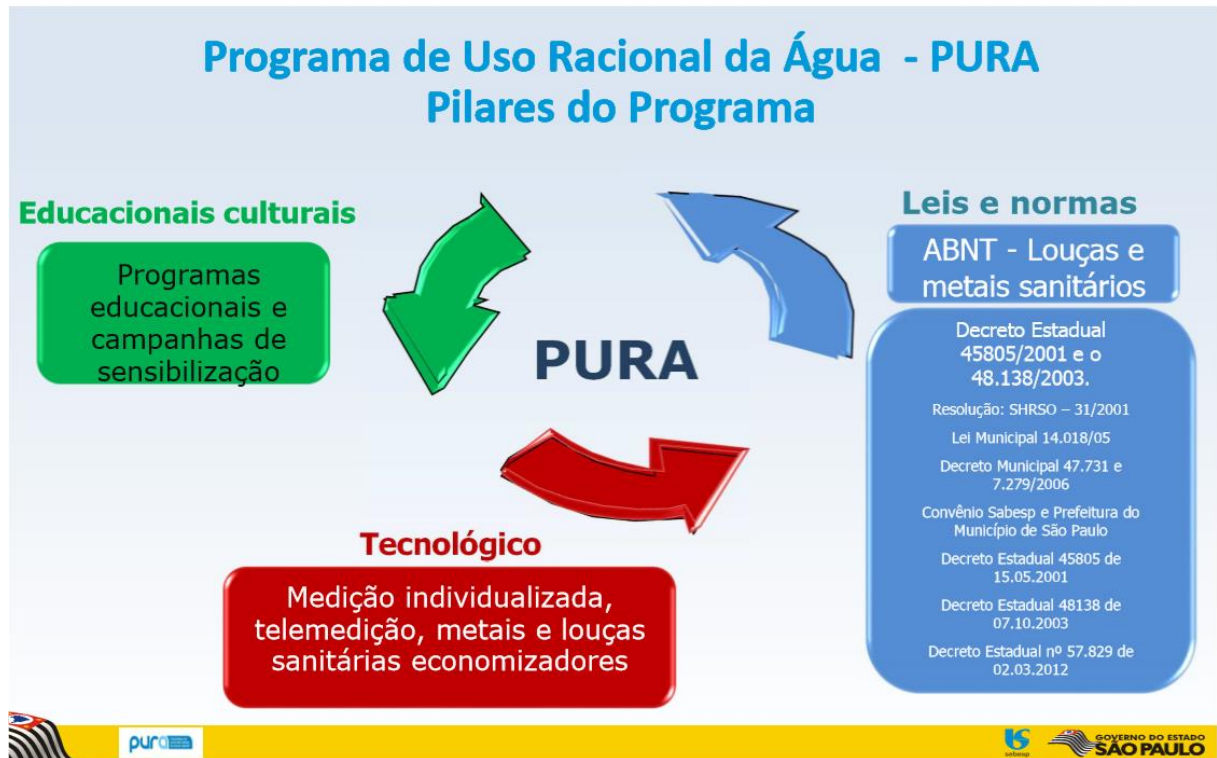 Programa de Uso Racional da Água - PURA
Pilares do Programa
Educacionais culturais
Programas
educacionais e
campanhas de
sensibilização
PURA
Tecnológico
Medição individualizada,
telemedição, metais e louças
sanitárias economizadores
Leis e normas
ABNT - Louças e
metais sanitários
Decreto Estadual
45805/2001 e o
48.138/2003.
Resolução: SHRSO – 31/2001
Lei Municipal 14.018/05
Decreto Municipal 47.731 e
7.279/2006
Convênio Sabesp e Prefeitura do
Município de São Paulo
Decreto Estadual 45805 de
15.05.2001
Decreto Estadual 48138 de
07.10.2003
Decreto Estadual nº 57.829 de
02.03.2012
pura
sabesp
GOVERNO DO ESTADO
SÃO PAULO